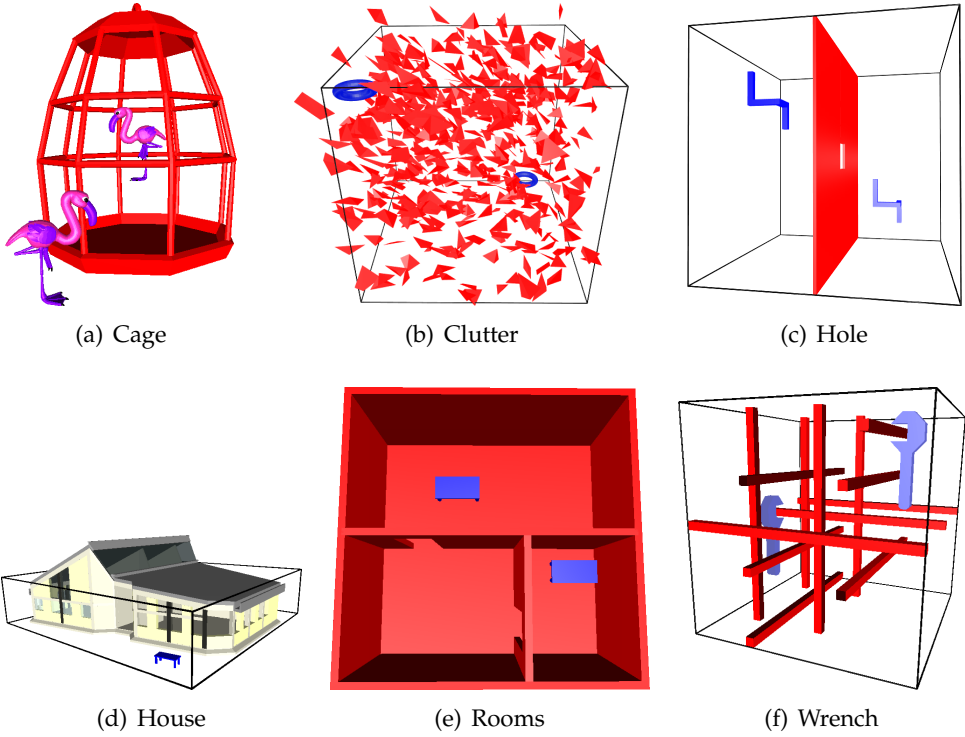 (a) Cage
(b) Clutter
(c) Hole
(d) House
(e) Rooms
(f) Wrench